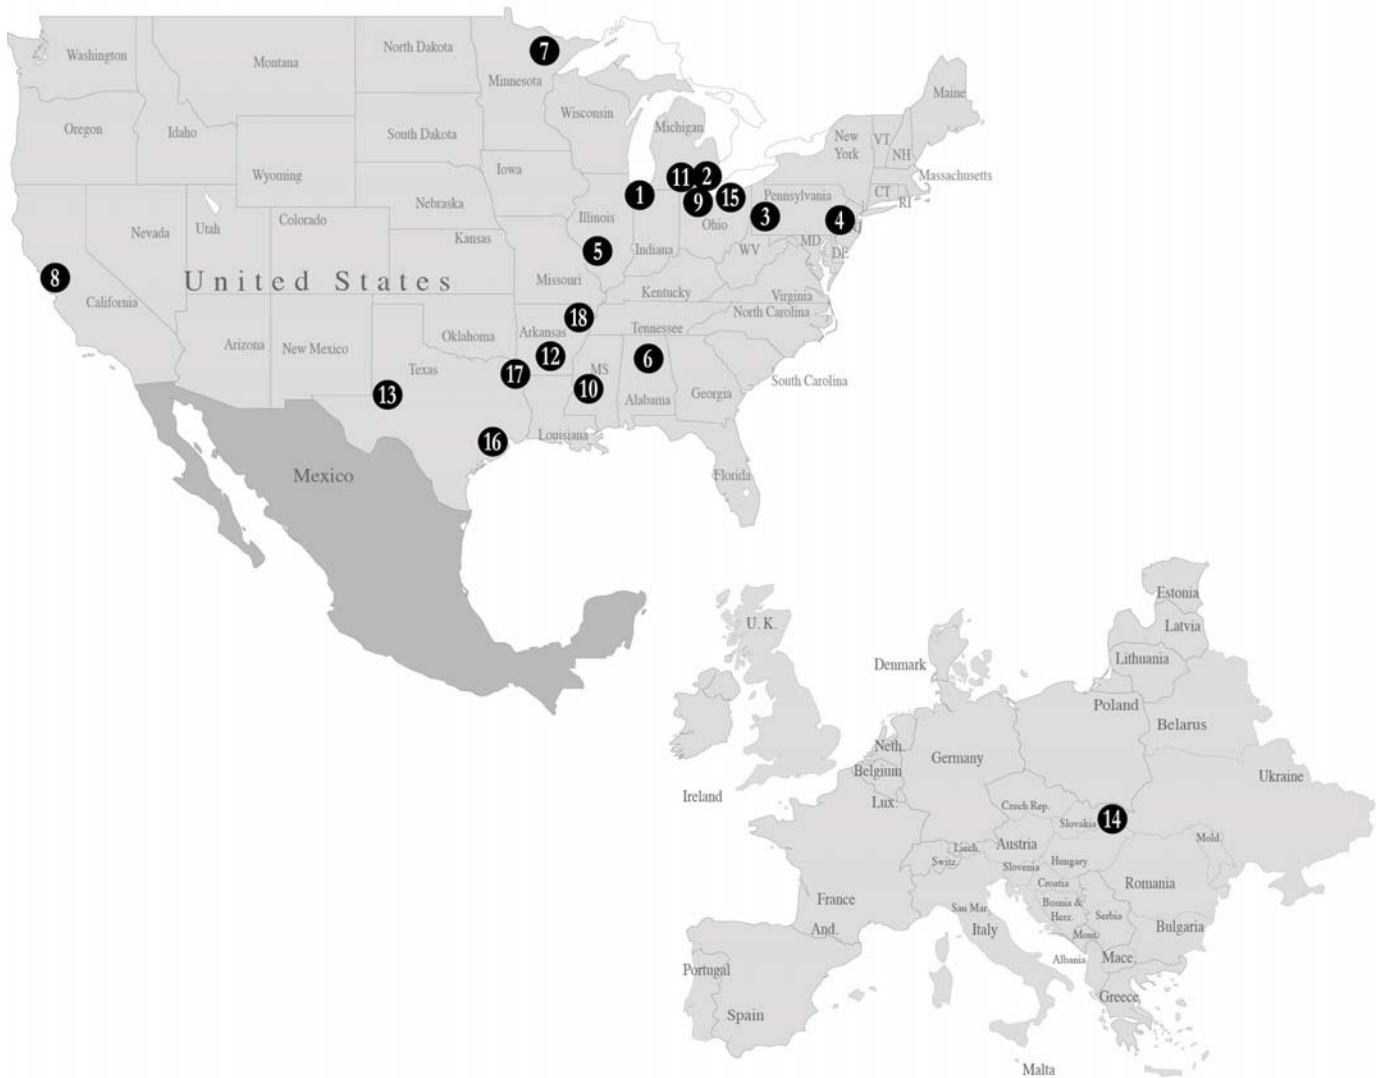 7
North Dakota
Washington
Montana
Minnesota
Maine
Wisconsin
Oregon
Idaho
South Dakota
Michigan
New
York
VT
NH
Wyoming
Iowa
11
2
Massachusetts
1
9
15
Pennsylvania
CT
RI
Nebraska
Illinois
3
4
NJ
Colorado
Nevada
Utah
Kansas
Ohio
5
Indiana
WV
MD
DE
8
United States
Missouri
California
Kentucky
Virginia
18
North Carolina
Arkansas
Tennessee
Oklahoma
Arizona
New Mexico
12
6
Texas
17
MS
South Carolina
13
10
Alabama
Georgia
16
Louisiana
Mexico
Florida
Estonia
U. K.
Latvia
Denmark
Lithuania
Poland
Belarus
Neth.
Germany
Belgium
Ukraine
Ireland
Lux.
Czech Rep.
Slovakia
14
Mold.
Liech.
Austria
Switz.
Slovenia
Hungary
Croatia
Romania
France
Bosnia &
Herz.
San Mar.
Serbia
And.
Italy
Bulgaria
Mont.
Albania
Mace.
Portugal
Greece
Spain
Malta